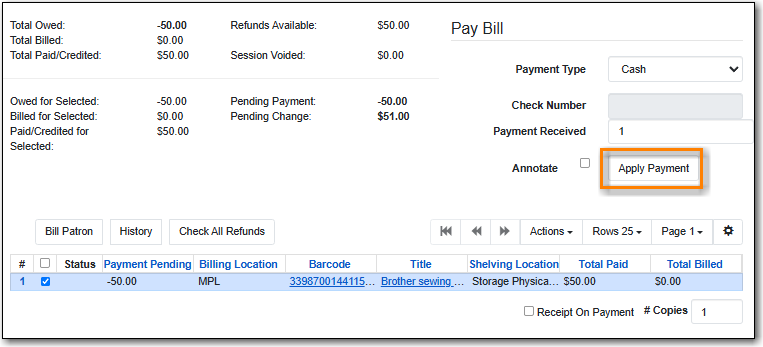 Total Owed: -50.00 Refunds Available: $50.00
Total Billed: $0.00
Total Paid/Credited: $50.00 Session Voided: $0.00
Owed for Selected: -50.00 Pending Payment: -50.00
Billed for Selected: $0.00 Pending Change: $51.00
Paid/Credited for $50.00
Selected:
Pay Bill
Payment Type Cash
Check Number
Payment Received 1
Annotate Apply Payment
Bill Patron History Check All Refunds Actions Rows 25 Page 1
# Status Payment Pending Billing Location Barcode Title Shelving Location Total Paid Total Billed
1 -50.00 MPL 3398700144115... Brother sewing ... Storage Physica... $50.00 $0.00
Receipt On Payment # Copies 1